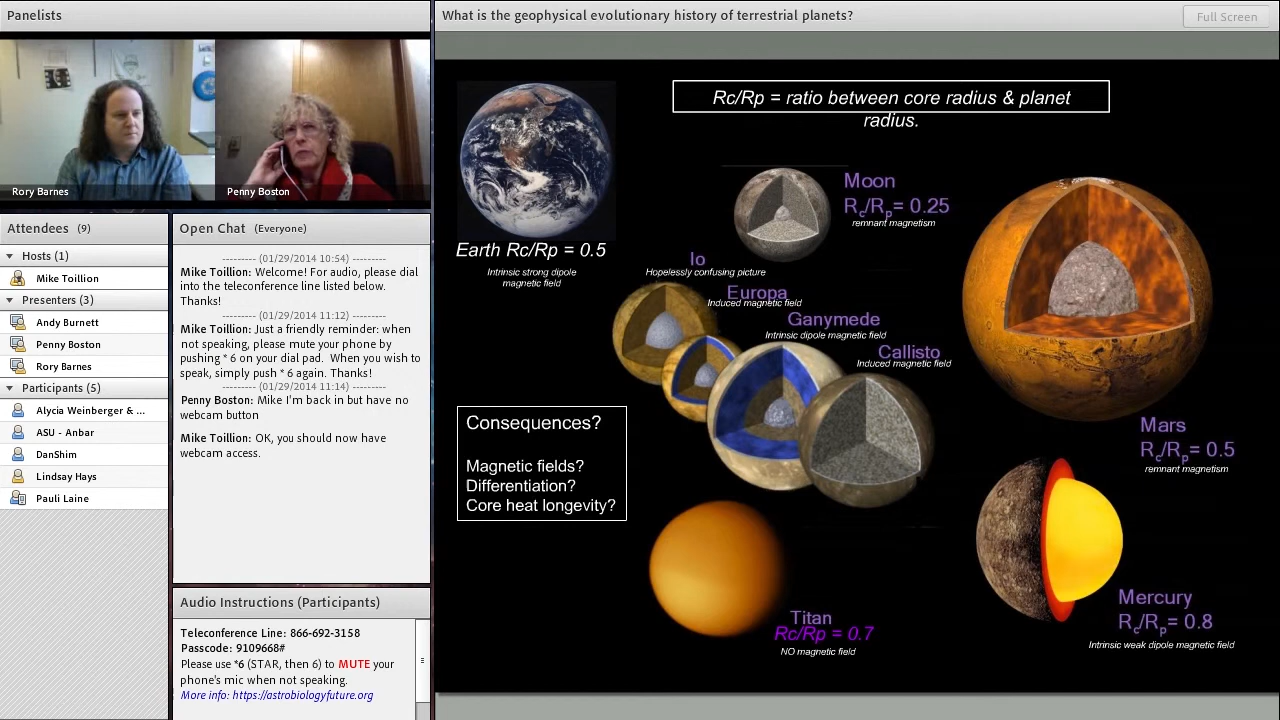 Panelists
Rory Barnes
Penny Boston
Attendees (9)
Hosts (1)
Mike Toillion
Presenters (3)
Andy Burnett
Penny Boston
Rory Barnes
Participants (5)
Alycia Weinberger & ...
ASU - Anbar
DanShim
Lindsay Hays
Pauli Laine
Open Chat (Everyone)
--------- (01/29/2014 10:54) ---------
Mike Toillion: Welcome! For audio, please dial
into the teleconference line listed below.
Thanks!
--------- (01/29/2014 11:12) ---------
Mike Toillion: Just a friendly reminder: when
not speaking, please mute your phone by
pushing * 6 on your dial pad.  When you wish to
speak, simply push * 6 again. Thanks!
--------- (01/29/2014 11:14) ---------
Penny Boston: Mike I'm back in but have no
webcam button
Mike Toillion: OK, you should now have
webcam access.
Audio Instructions (Participants)
Teleconference Line: 866-692-3158
Passcode: 9109668#
Please use *6 (STAR, then 6) to MUTE your
phone's mic when not speaking.
More info: https://astrobiologyfuture.org
What is the geophysical evolutionary history of terrestrial planets?
Full Screen
Rc/Rp = ratio between core radius & planet
radius.
Earth Rc/Rp = 0.5
Intrinsic strong dipole
magnetic field
Moon
Rc/Rp= 0.25
remnant magnetism
Io
Hopelessly confusing picture
Europa
Induced magnetic field
Ganymede
Intrinsic dipole magnetic field
Callisto
Induced magnetic field
Consequences?
Magnetic fields?
Differentiation?
Core heat longevity?
Mars
Rc/Rp= 0.5
remnant magnetism
Titan
Rc/Rp = 0.7
NO magnetic field
Mercury
Rc/Rp= 0.8
Intrinsic weak dipole magnetic field